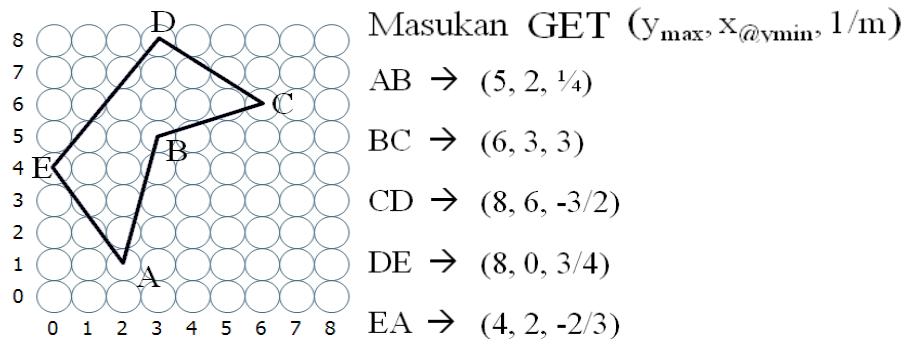 D
C
B
E
A
8
7
6
5
4
3
2
1
0
0 1 2 3 4 5 6 7 8
Masukan GET (ymax, x@ymin, 1/m)
AB → (5, 2, ¼)
BC → (6, 3, 3)
CD → (8, 6, -3/2)
DE → (8, 0, 3/4)
EA → (4, 2, -2/3)